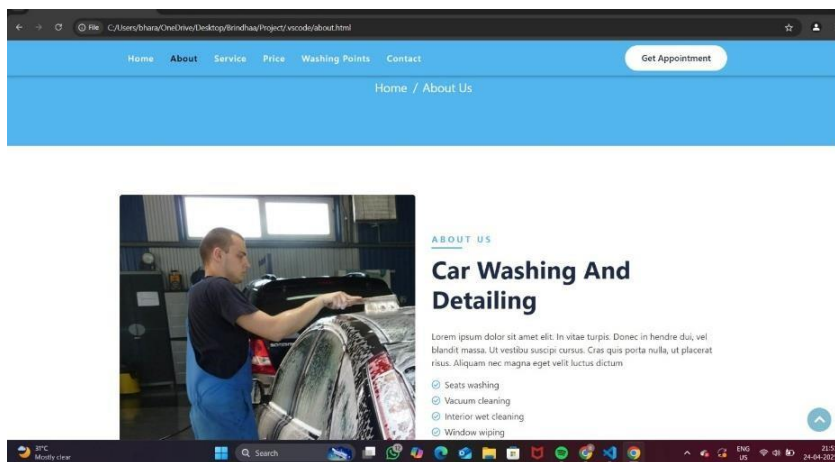 File C:/Users/bhara/OneDrive/Desktop/Brindhaa/Project/.vscode/about.html
Home About Service Price Washing Points Contact Get Appointment
Home / About Us
ABOUT US
Car Washing And
Detailing
Lorem ipsum dolor sit amet elit. In vitae turpis. Donec in hendre dui, vel
blandit massa. Ut vestibu suscipi cursus. Cras quis porta nulla, ut placerat
risus. Aliquam nec magna eget velit luctus dictum
Seats washing
Vacuum cleaning
Interior wet cleaning
Window wiping
31°C
Mostly clear
Search
ENG
US
21:5
24-04-202